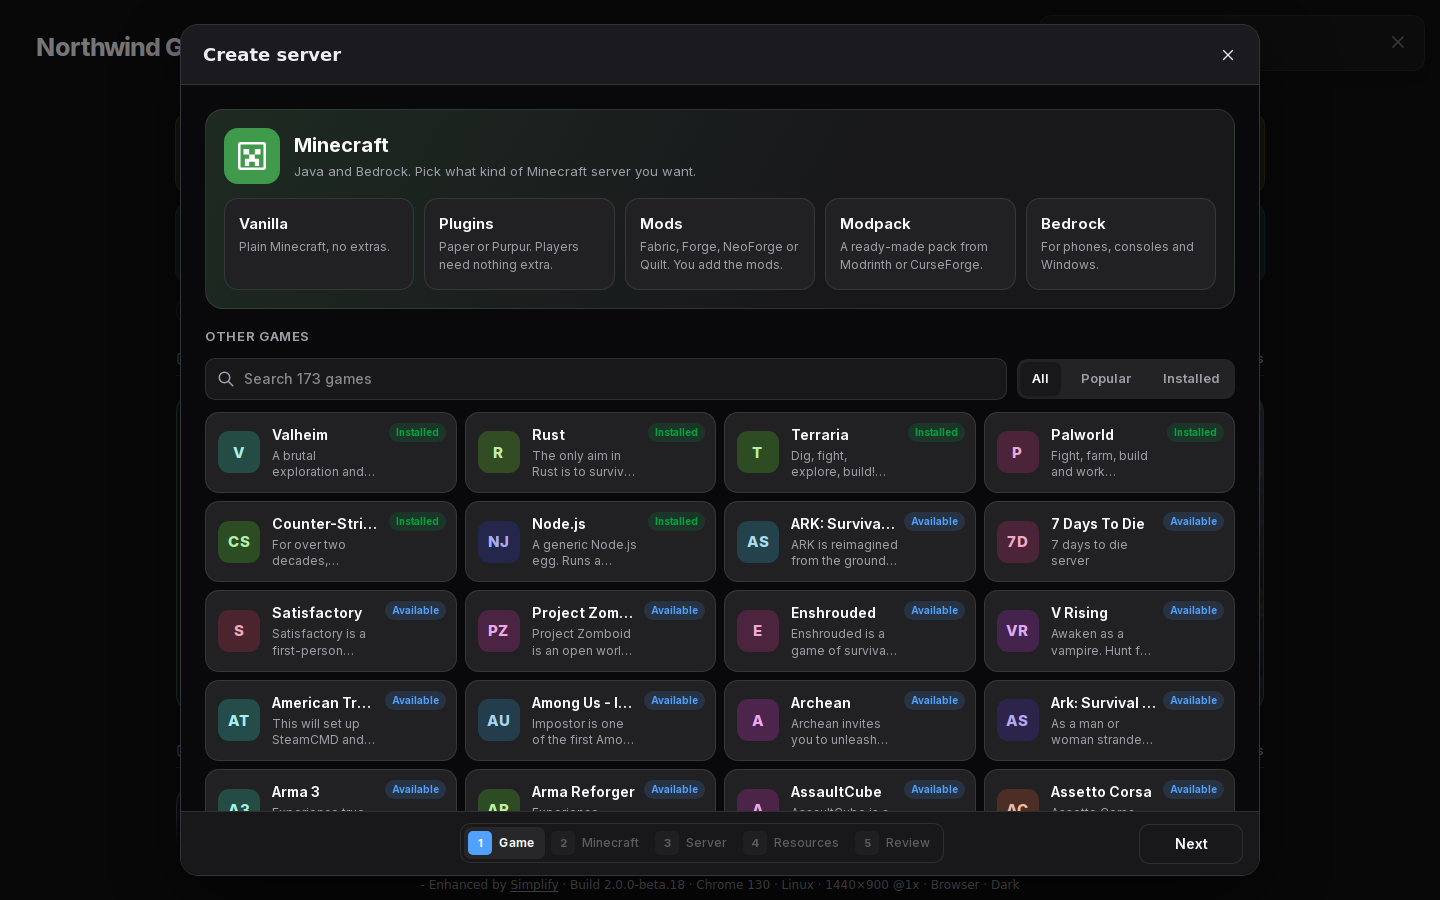 Northwind G
Create server
Minecraft
Java and Bedrock. Pick what kind of Minecraft server you want.
Vanilla
Plain Minecraft, no extras.
Plugins
Paper or Purpur. Players
need nothing extra.
Mods
Fabric, Forge, NeoForge or
Quilt. You add the mods.
Modpack
A ready-made pack from
Modrinth or CurseForge.
Bedrock
For phones, consoles and
Windows.
OTHER GAMES
Search 173 games
All
Popular
Installed
V
Valheim
Installed
A brutal
exploration and…
R
Rust
Installed
The only aim in
Rust is to surviv…
T
Terraria
Installed
Dig, fight,
explore, build!…
P
Palworld
Installed
Fight, farm, build
and work…
CS
Counter-Stri…
Installed
For over two
decades,…
NJ
Node.js
Installed
A generic Node.js
egg. Runs a…
AS
ARK: Surviva…
Available
ARK is reimagined
from the ground…
7D
7 Days To Die
Available
7 days to die
server
S
Satisfactory
Available
Satisfactory is a
first-person…
PZ
Project Zom…
Available
Project Zomboid
is an open worl…
E
Enshrouded
Available
Enshrouded is a
game of surviva…
VR
V Rising
Available
Awaken as a
vampire. Hunt f…
AT
American Tr…
Available
This will set up
SteamCMD and…
AU
Among Us - I…
Available
Impostor is one
of the first Amo…
A
Archean
Available
Archean invites
you to unleash…
AS
Ark: Survival …
Available
As a man or
woman strande…
A3
Arma 3
Available
AR
Arma Reforger
Available
A
AssaultCube
Available
AC
Assetto Corsa
Available
1 Game
2 Minecraft
3 Server
4 Resources
5 Review
Next
- Enhanced by Simplify · Build 2.0.0-beta.18 · Chrome 130 · Linux · 1440×900 @1x · Browser · Dark